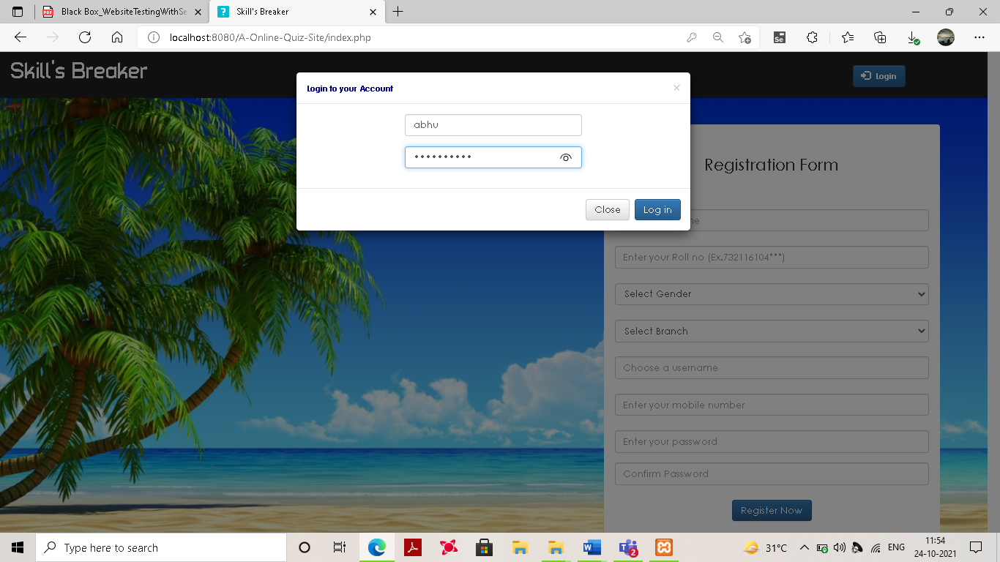 Black Box_WebsiteTestingWithSe
Skill's Breaker
localhost:8080/A-Online-Quiz-Site/index.php
Skill's Breaker
Login
Login to your Account
abhu
Close
Log in
Registration Form
Enter your Roll no (Ex.732116104***)
Select Gender
Select Branch
Choose a username
Enter your mobile number
Enter your password
Confirm Password
Register Now
Type here to search
2
31°C
ENG
11:54
24-10-2021